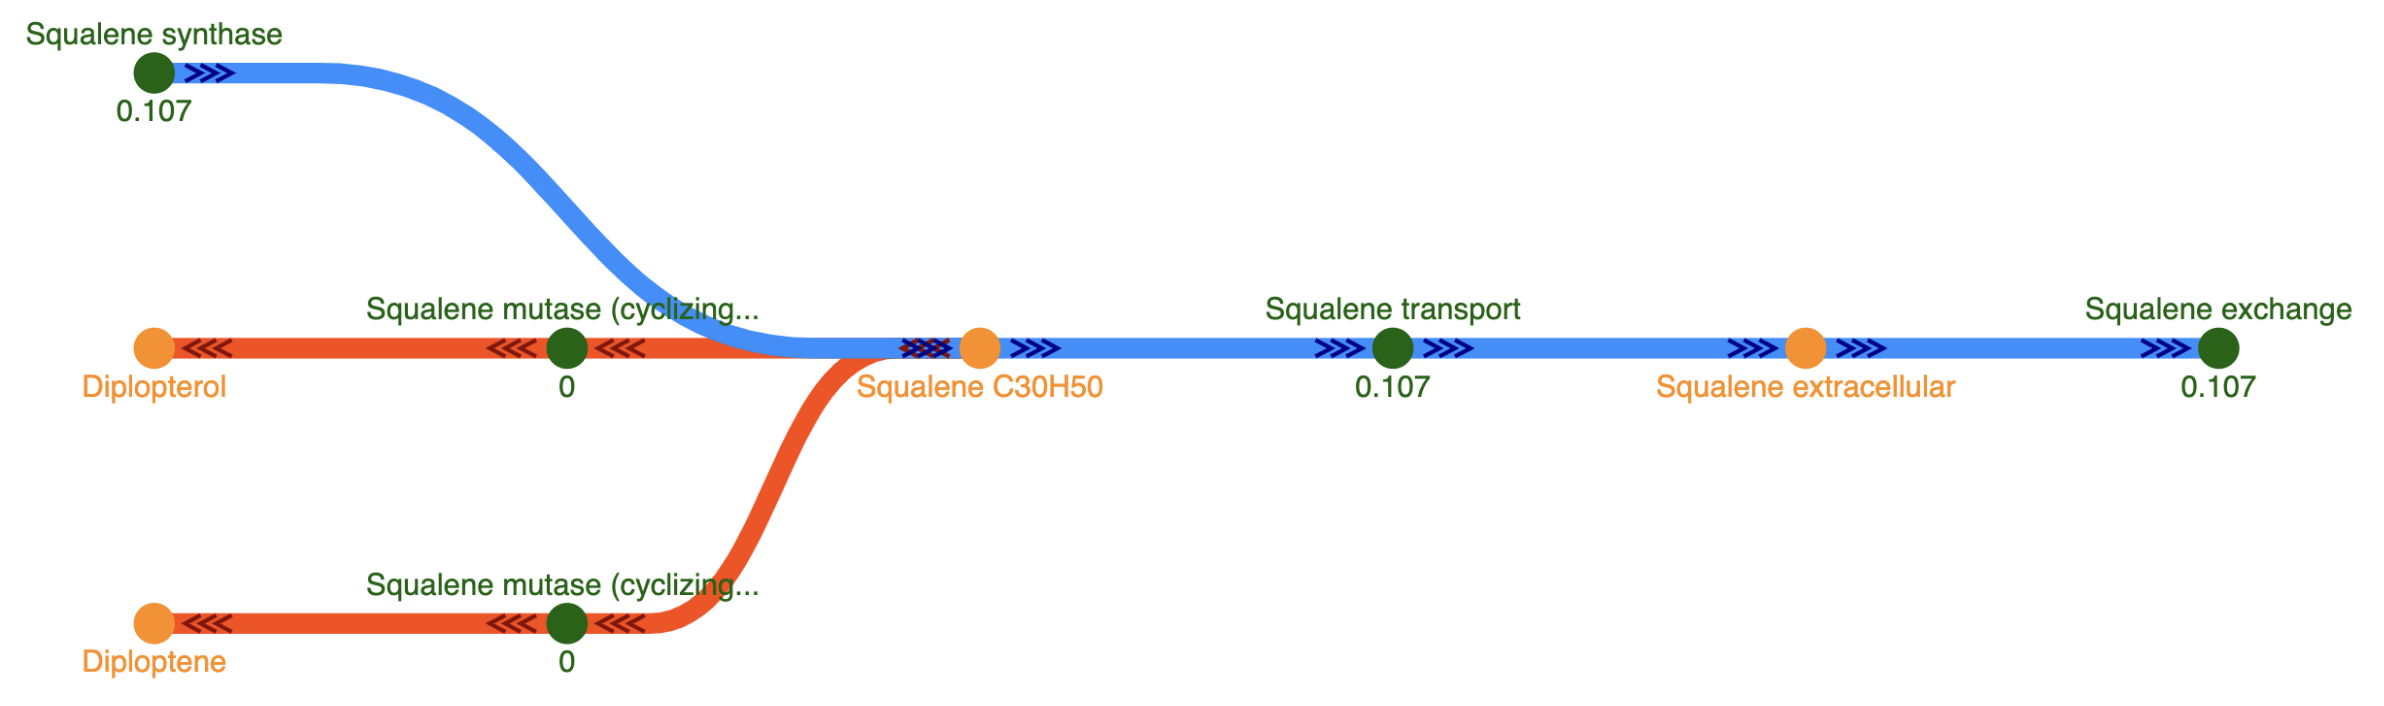 Squalene synthase
0.107
Squalene mutase (cyclizing...
Squalene transport
Squalene exchange
Diplopterol
0
Squalene C30H50
0.107
Squalene extracellular
0.107
Squalene mutase (cyclizing...
Diploptene
0